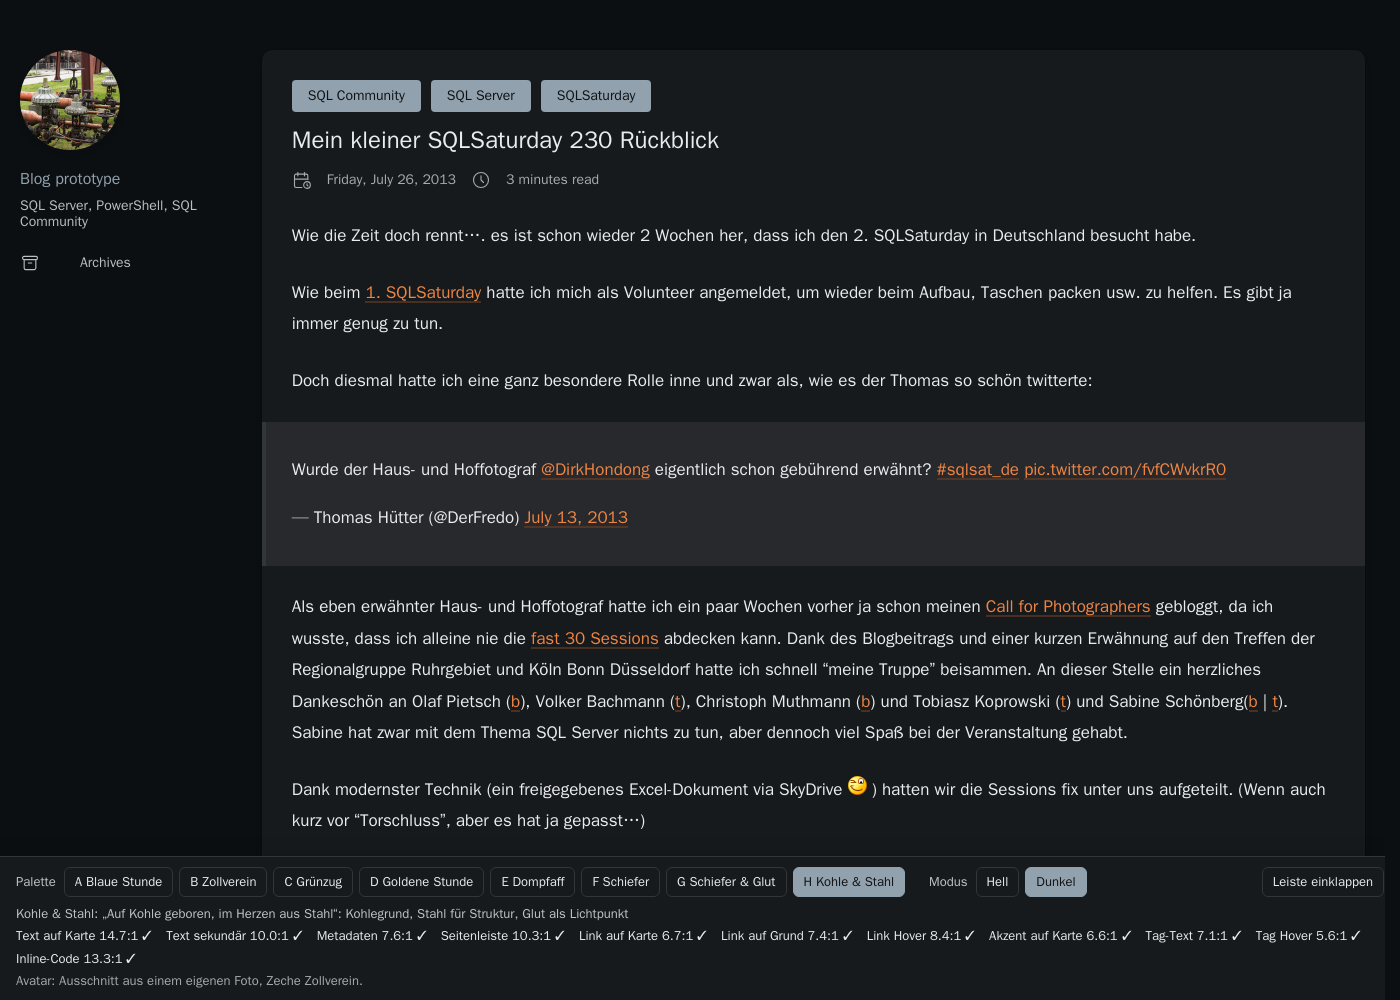 SQL Community SQL Server SQLSaturday
Mein kleiner SQLSaturday 230 Rückblick
Friday, July 26, 2013 3 minutes read
Blog prototype
SQL Server, PowerShell, SQL
Community
Archives
Wie die Zeit doch rennt…. es ist schon wieder 2 Wochen her, dass ich den 2. SQLSaturday in Deutschland besucht habe.
Wie beim 1. SQLSaturday hatte ich mich als Volunteer angemeldet, um wieder beim Aufbau, Taschen packen usw. zu helfen. Es gibt ja
immer genug zu tun.
Doch diesmal hatte ich eine ganz besondere Rolle inne und zwar als, wie es der Thomas so schön twitterte:
Wurde der Haus- und Hoffotograf @DirkHondong eigentlich schon gebührend erwähnt? #sqlsat_de pic.twitter.com/fvfCWvkrR0
— Thomas Hütter (@DerFredo) July 13, 2013
Als eben erwähnter Haus- und Hoffotograf hatte ich ein paar Wochen vorher ja schon meinen Call for Photographers gebloggt, da ich
wusste, dass ich alleine nie die fast 30 Sessions abdecken kann. Dank des Blogbeitrags und einer kurzen Erwähnung auf den Treffen der
Regionalgruppe Ruhrgebiet und Köln Bonn Düsseldorf hatte ich schnell “meine Truppe” beisammen. An dieser Stelle ein herzliches
Dankeschön an Olaf Pietsch (b), Volker Bachmann (t), Christoph Muthmann (b) und Tobiasz Koprowski (t) und Sabine Schönberg(b | t).
Sabine hat zwar mit dem Thema SQL Server nichts zu tun, aber dennoch viel Spaß bei der Veranstaltung gehabt.
Dank modernster Technik (ein freigegebenes Excel-Dokument via SkyDrive 😉 ) hatten wir die Sessions fix unter uns aufgeteilt. (Wenn auch
kurz vor “Torschluss”, aber es hat ja gepasst…)
Palette A Blaue Stunde B Zollverein C Grünzug D Goldene Stunde E Dompfaff F Schiefer G Schiefer & Glut H Kohle & Stahl Modus Hell Dunkel Leiste einklappen
Kohle & Stahl: „Auf Kohle geboren, im Herzen aus Stahl": Kohlegrund, Stahl für Struktur, Glut als Lichtpunkt
Text auf Karte 14.7:1 ✓ Text sekundär 10.0:1 ✓ Metadaten 7.6:1 ✓ Seitenleiste 10.3:1 ✓ Link auf Karte 6.7:1 ✓ Link auf Grund 7.4:1 ✓ Link Hover 8.4:1 ✓ Akzent auf Karte 6.6:1 ✓ Tag-Text 7.1:1 ✓ Tag Hover 5.6:1 ✓
Inline-Code 13.3:1 ✓
Avatar: Ausschnitt aus einem eigenen Foto, Zeche Zollverein.